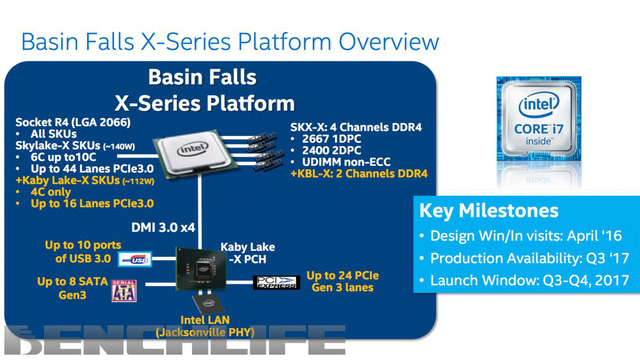 Basin Falls X-Series Platform Overview
Basin Falls
X-Series Platform
Socket R4 (LGA 2066)
• All SKUs
Skylake-X SKUs (~140W)
• 6C up to10C
• Up to 44 Lanes PCIe3.0
+Kaby Lake-X SKUs (~112W)
• 4C only
• Up to 16 Lanes PCIe3.0
intel
SKX-X: 4 Channels DDR4
• 2667 1DPC
• 2400 2DPC
• UDIMM non-ECC
+KBL-X: 2 Channels DDR4
DMI 3.0 x4
Up to 10 ports
of USB 3.0
USB
Kaby Lake
-X PCH
Up to 8 SATA
Gen3
SERIAL
ATA
PCI
EXPRESS
Up to 24 PCIe
Gen 3 lanes
Intel LAN
(Jacksonville PHY)
intel
CORE i7
inside™
Key Milestones
• Design Win/In visits: April '16
• Production Availability: Q3 '17
• Launch Window: Q3-Q4, 2017
BENCHLIFE